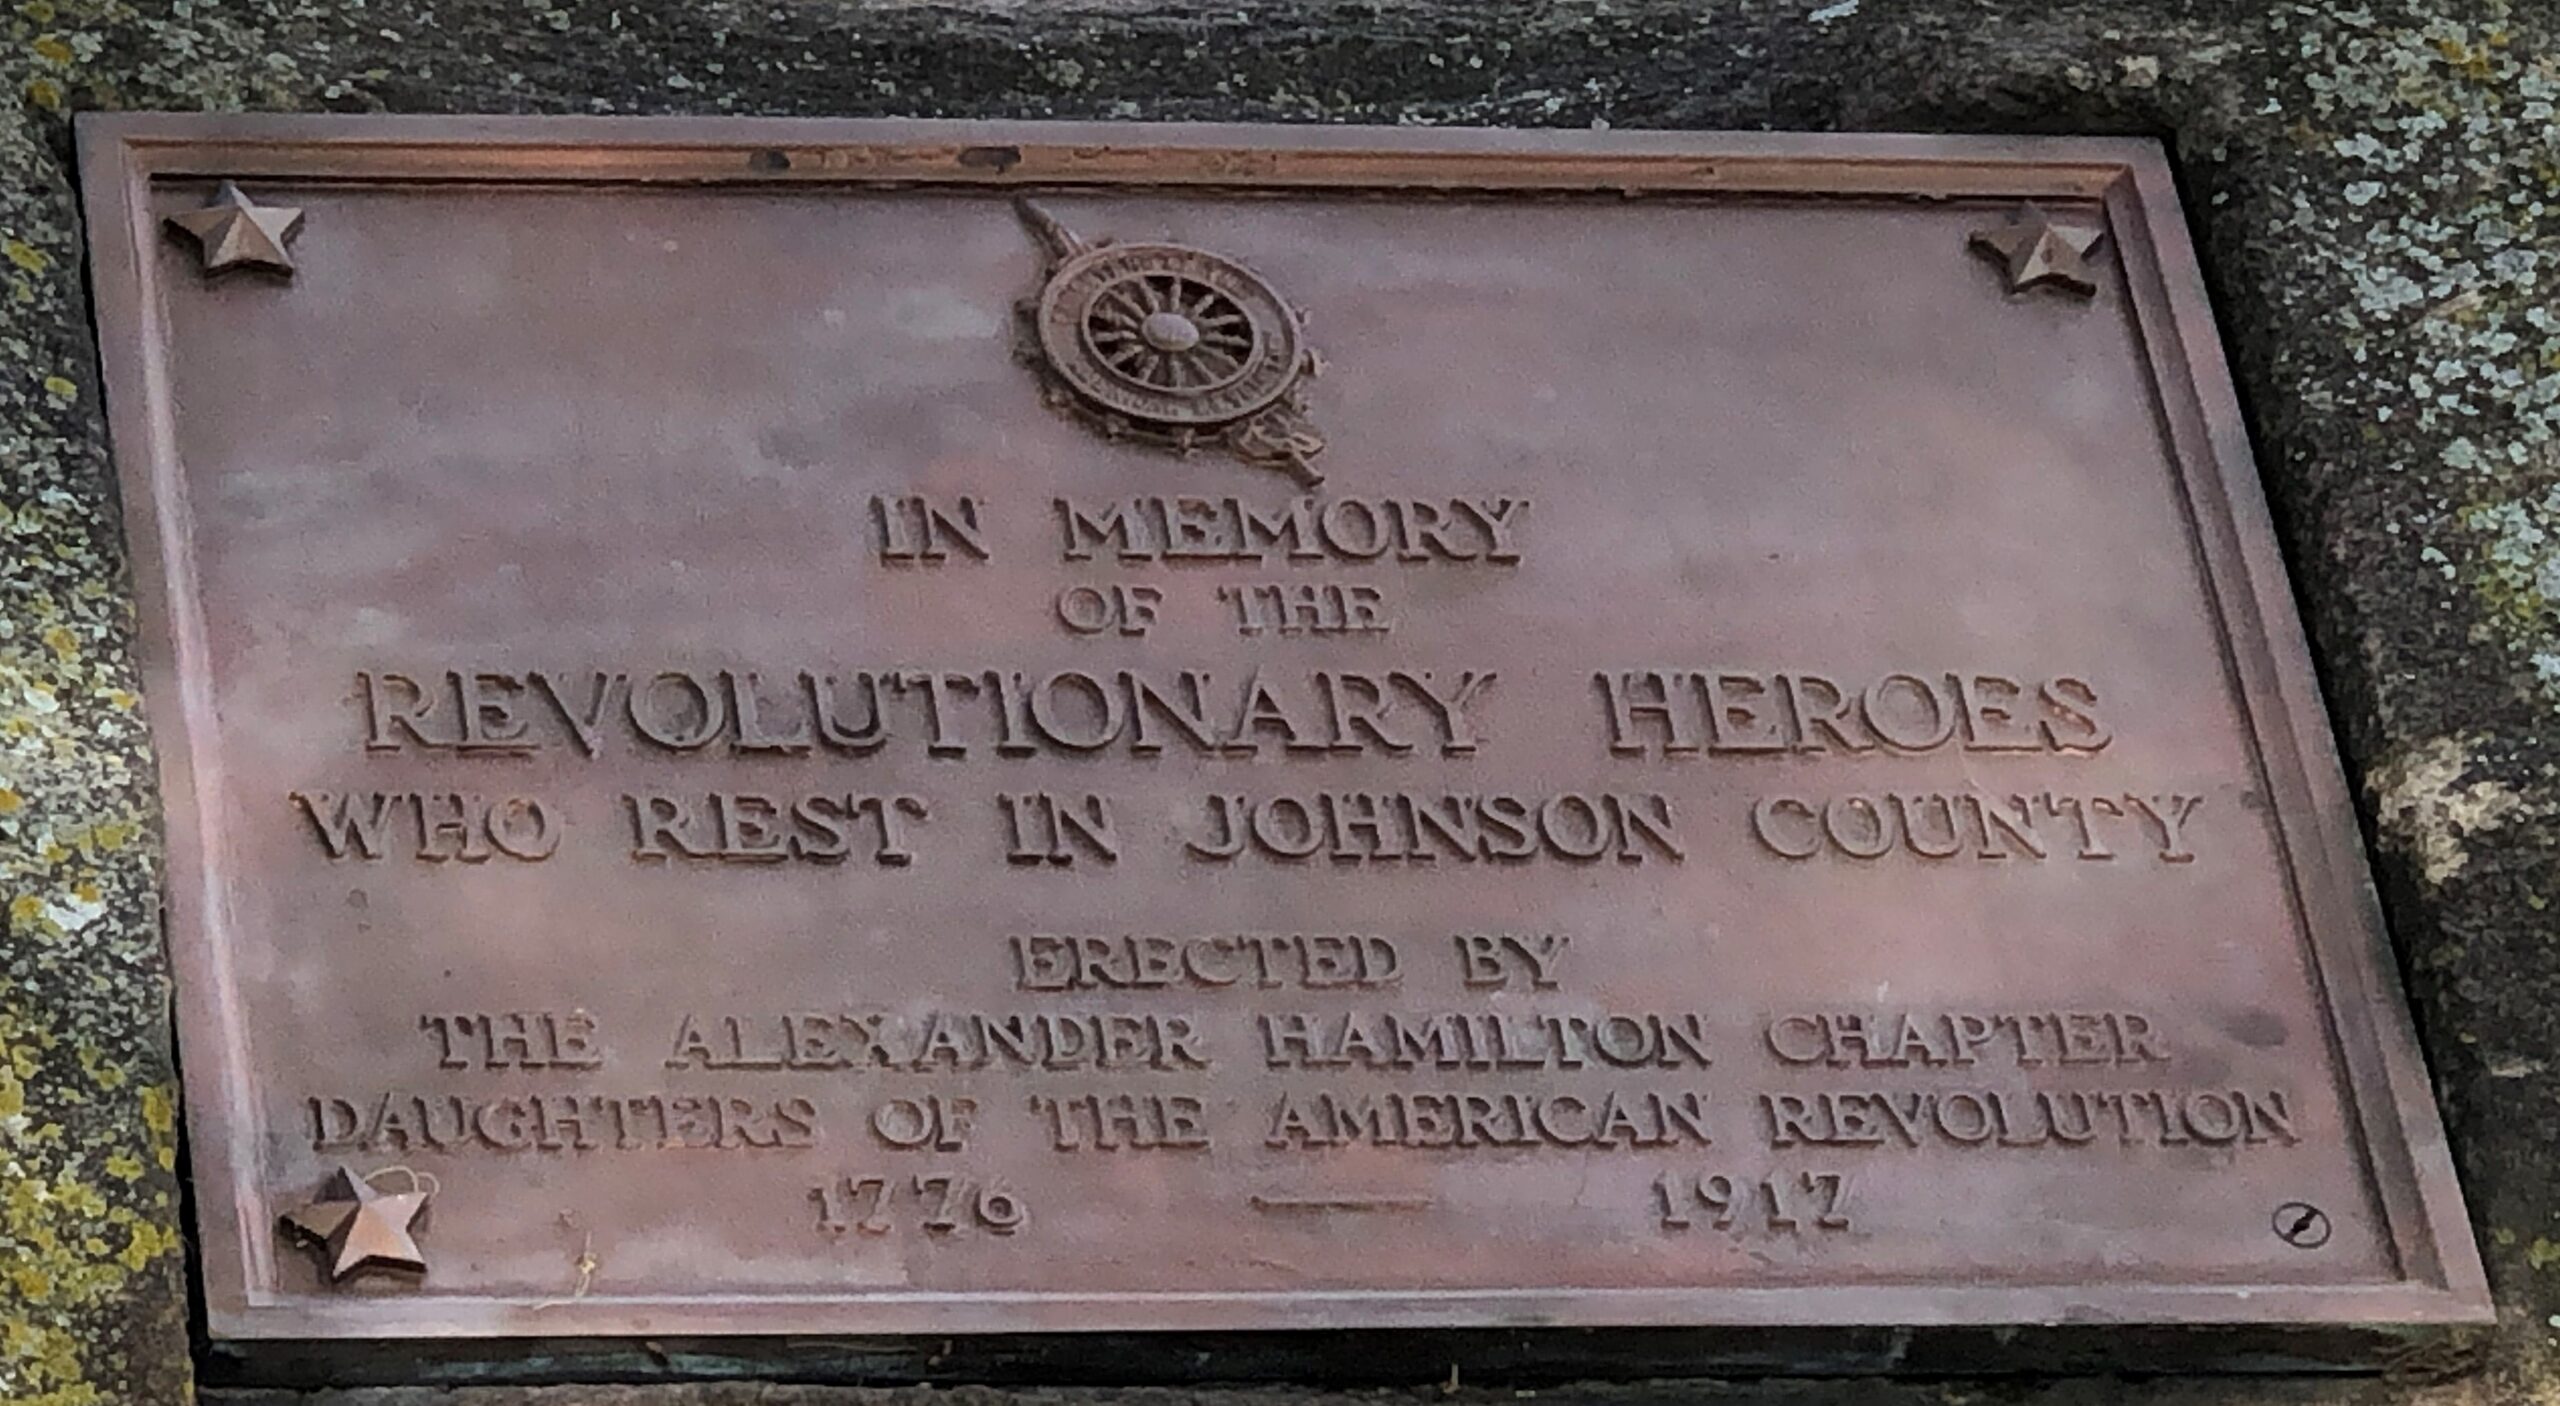 IN MEMORY
OF THE
REVOLUTIONARY HEROES
WHO REST IN JOHNSON COUNTY
ERECTED BY
THE ALEXANDER HAMILTON CHAPTER
DAUGHTERS OF THE AMERICAN REVOLUTION
1776 — 1917